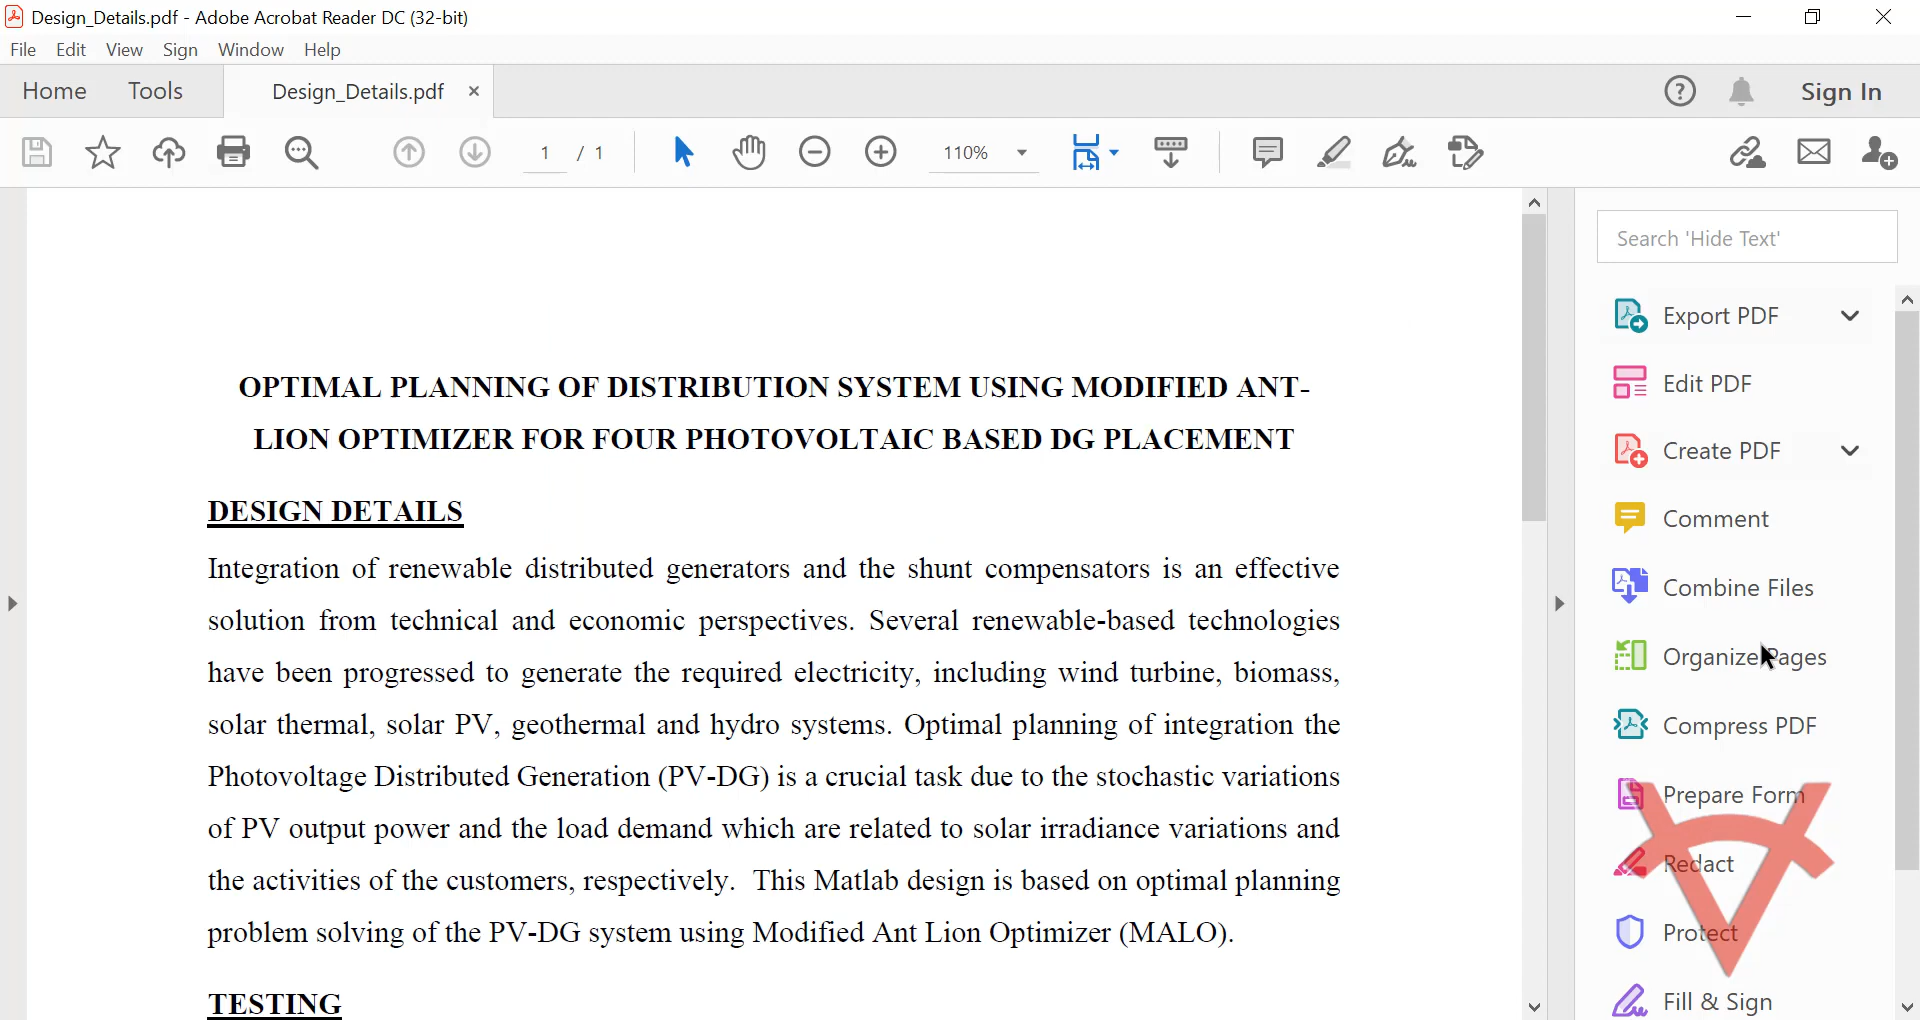 Design_Details.pdf - Adobe Acrobat Reader DC (32-bit)
File Edit View Sign Window Help
Home Tools Design_Details.pdf × Sign In
1 / 1 110%
Search 'Hide Text'
Export PDF
Edit PDF
Create PDF
Comment
Combine Files
Organize Pages
Compress PDF
Prepare Form
Redact
Protect
Fill & Sign
OPTIMAL PLANNING OF DISTRIBUTION SYSTEM USING MODIFIED ANT-
LION OPTIMIZER FOR FOUR PHOTOVOLTAIC BASED DG PLACEMENT
DESIGN DETAILS
Integration of renewable distributed generators and the shunt compensators is an effective
solution from technical and economic perspectives. Several renewable-based technologies
have been progressed to generate the required electricity, including wind turbine, biomass,
solar thermal, solar PV, geothermal and hydro systems. Optimal planning of integration the
Photovoltage Distributed Generation (PV-DG) is a crucial task due to the stochastic variations
of PV output power and the load demand which are related to solar irradiance variations and
the activities of the customers, respectively. This Matlab design is based on optimal planning
problem solving of the PV-DG system using Modified Ant Lion Optimizer (MALO).
TESTING